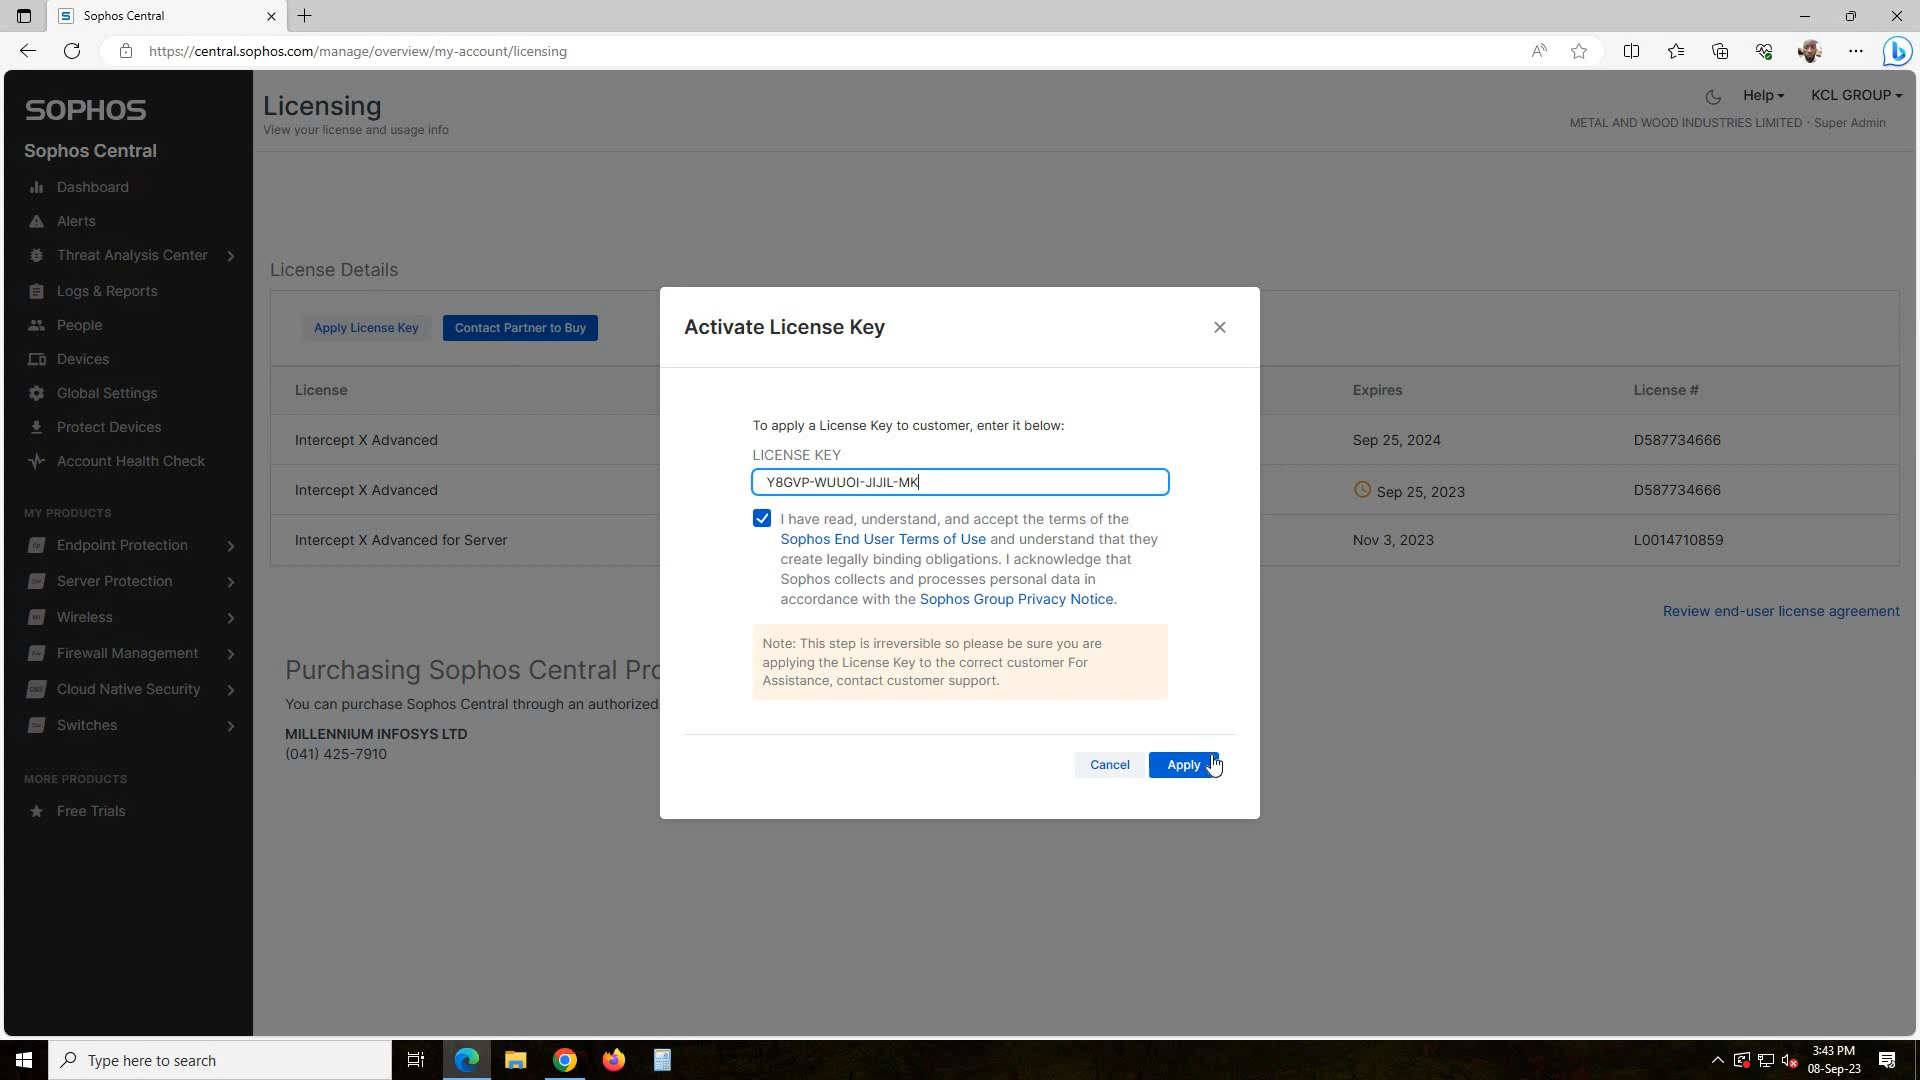 Sophos Central
https://central.sophos.com/manage/overview/my-account/licensing
SOPHOS
Sophos Central
Dashboard
Alerts
Threat Analysis Center
Logs & Reports
People
Devices
Global Settings
Protect Devices
Account Health Check
MY PRODUCTS
Endpoint Protection
Server Protection
Wireless
Firewall Management
Cloud Native Security
Switches
MORE PRODUCTS
Free Trials
Licensing
View your license and usage info
Help
KCL GROUP
METAL AND WOOD INDUSTRIES LIMITED · Super Admin
License Details
Apply License Key
Contact Partner to Buy
License
Expires
License #
Intercept X Advanced
Sep 25, 2024
D587734666
Intercept X Advanced
Sep 25, 2023
D587734666
Intercept X Advanced for Server
Nov 3, 2023
L0014710859
Review end-user license agreement
Purchasing Sophos Central Pro
You can purchase Sophos Central through an authorized
MILLENNIUM INFOSYS LTD
(041) 425-7910
Activate License Key
To apply a License Key to customer, enter it below:
LICENSE KEY
Y8GVP-WUUOI-JIJIL-MK
I have read, understand, and accept the terms of the
Sophos End User Terms of Use and understand that they
create legally binding obligations. I acknowledge that
Sophos collects and processes personal data in
accordance with the Sophos Group Privacy Notice.
Note: This step is irreversible so please be sure you are
applying the License Key to the correct customer For
Assistance, contact customer support.
Cancel
Apply
Type here to search
3:43 PM
08-Sep-23